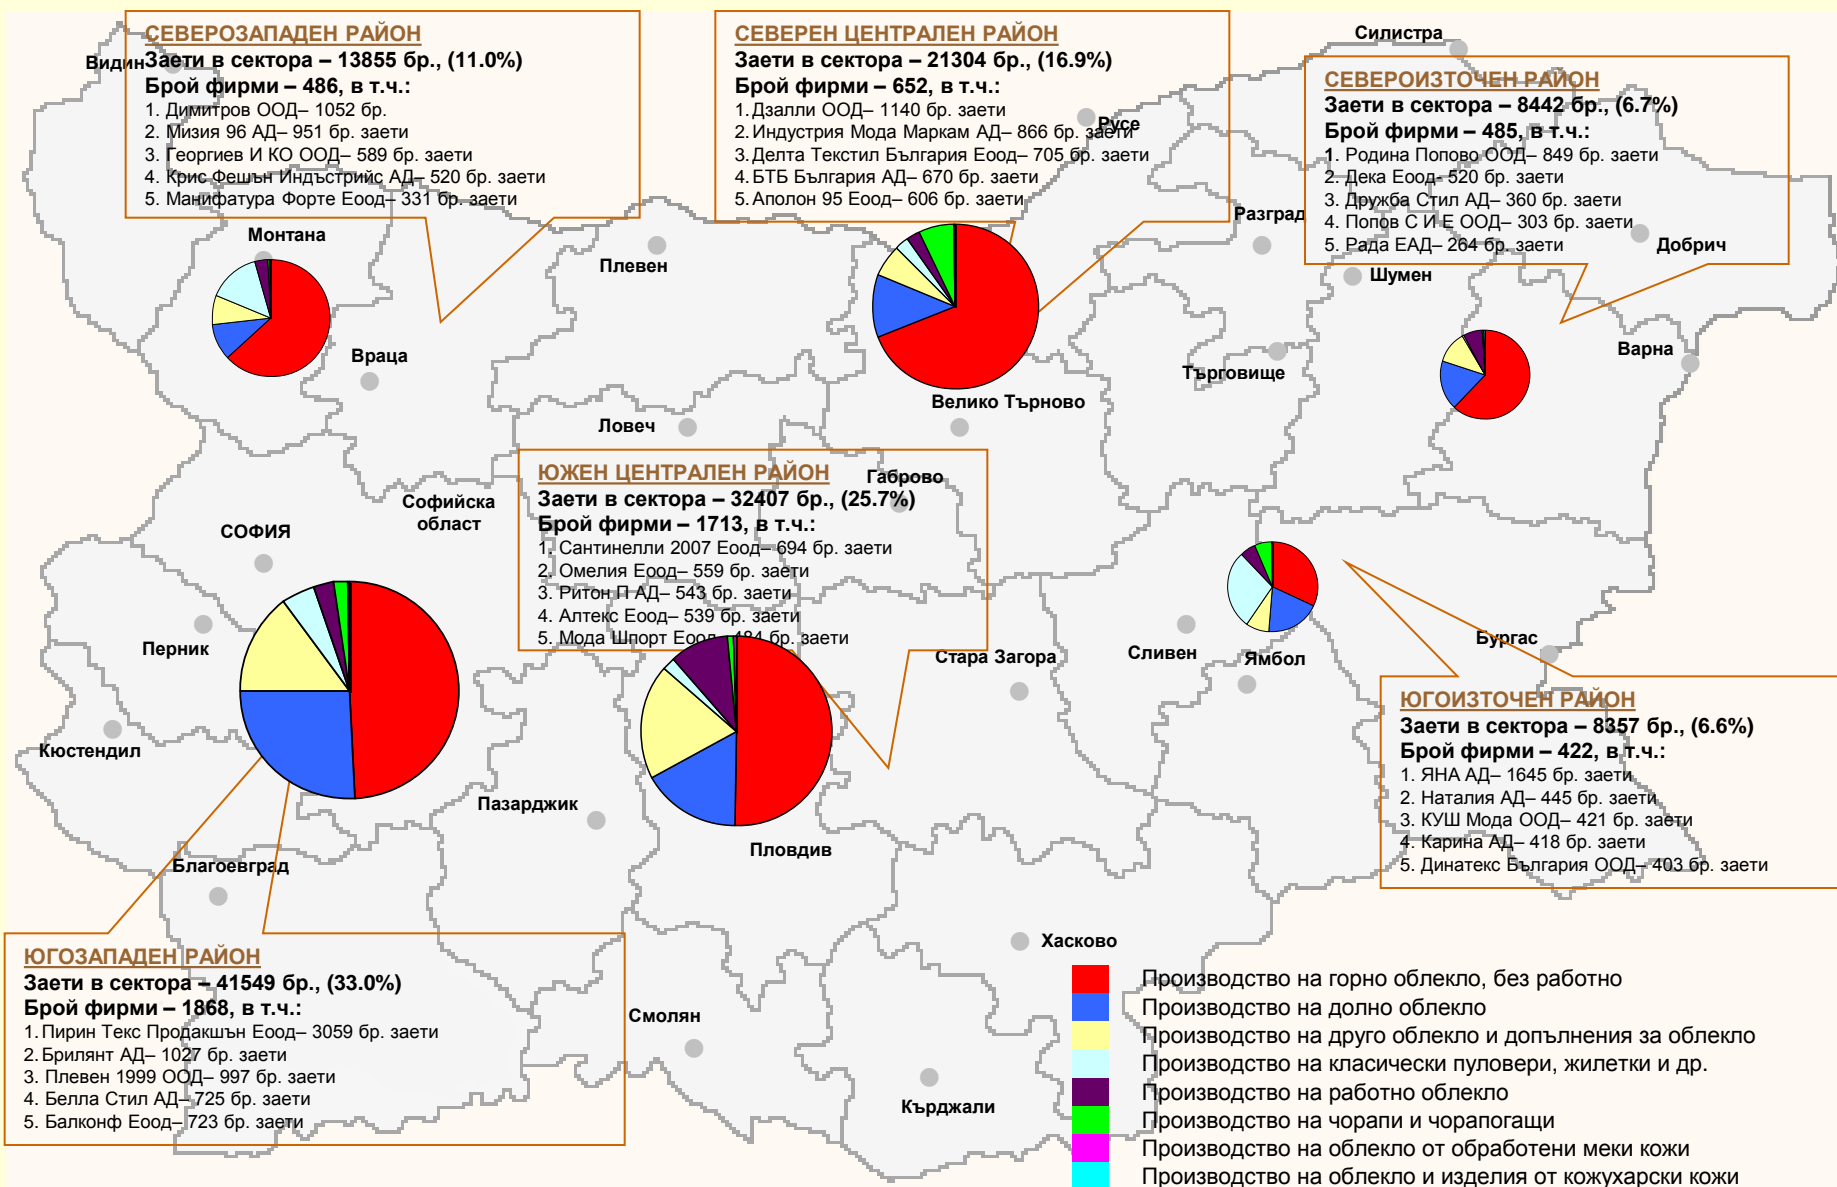 СЕВЕРОЗАПАДЕН РАЙОН
Заети в сектора – 13855 бр., (11.0%)
Брой фирми – 486, в т.ч.:
1. Димитров ООД– 1052 бр.
2. Мизия 96 АД– 951 бр. заети
3. Георгиев И КО ООД– 589 бр. заети
4. Крис Фешън Индъстрийс АД– 520 бр. заети
5. Манифатура Форте Еоод– 331 бр. заети
СЕВЕРЕН ЦЕНТРАЛЕН РАЙОН
Заети в сектора – 21304 бр., (16.9%)
Брой фирми – 652, в т.ч.:
1. Дзалли ООД– 1140 бр. заети
2. Индустрия Мода Маркам АД– 866 бр. заети
3. Делта Текстил България Еоод– 705 бр. заети
4. БТБ България АД– 670 бр. заети
5. Аполон 95 Еоод– 606 бр. заети
СЕВЕРОИЗТОЧЕН РАЙОН
Заети в сектора – 8442 бр., (6.7%)
Брой фирми – 485, в т.ч.:
1. Родина Попово ООД– 849 бр. заети
2. Дека Еоод- 520 бр. заети
3. Дружба Стил АД– 360 бр. заети
4. Попов С И Е ООД– 303 бр. заети
5. Рада ЕАД– 264 бр. заети
Видин
Силистра
Русе
Монтана
Плевен
Разград
Шумен
Добрич
Враца
Търговище
Варна
Велико Търново
Ловеч
Габрово
Софийска
област
СОФИЯ
ЮЖЕН ЦЕНТРАЛЕН РАЙОН
Заети в сектора – 32407 бр., (25.7%)
Брой фирми – 1713, в т.ч.:
1. Сантинелли 2007 Еоод– 694 бр. заети
2. Омелия Еоод– 559 бр. заети
3. Ритон П АД– 543 бр. заети
4. Алтекс Еоод– 539 бр. заети
5. Мода Шпорт Еоод– 484 бр. заети
Перник
Стара Загора
Сливен
Ямбол
Бургас
Кюстендил
Пазарджик
Пловдив
Благоевград
ЮГОИЗТОЧЕН РАЙОН
Заети в сектора – 8357 бр., (6.6%)
Брой фирми – 422, в т.ч.:
1. ЯНА АД– 1645 бр. заети
2. Наталия АД– 445 бр. заети
3. КУШ Мода ООД– 421 бр. заети
4. Карина АД– 418 бр. заети
5. Динатекс България ООД– 403 бр. заети
Хасково
Смолян
Кърджали
ЮГОЗАПАДЕН РАЙОН
Заети в сектора – 41549 бр., (33.0%)
Брой фирми – 1868, в т.ч.:
1. Пирин Текс Продакшън Еоод– 3059 бр. заети
2. Брилянт АД– 1027 бр. заети
3. Плевен 1999 ООД– 997 бр. заети
4. Белла Стил АД– 725 бр. заети
5. Балконф Еоод– 723 бр. заети
Производство на горно облекло, без работно
Производство на долно облекло
Производство на друго облекло и допълнения за облекло
Производство на класически пуловери, жилетки и др.
Производство на работно облекло
Производство на чорапи и чорапогащи
Производство на облекло от обработени меки кожи
Производство на облекло и изделия от кожухарски кожи